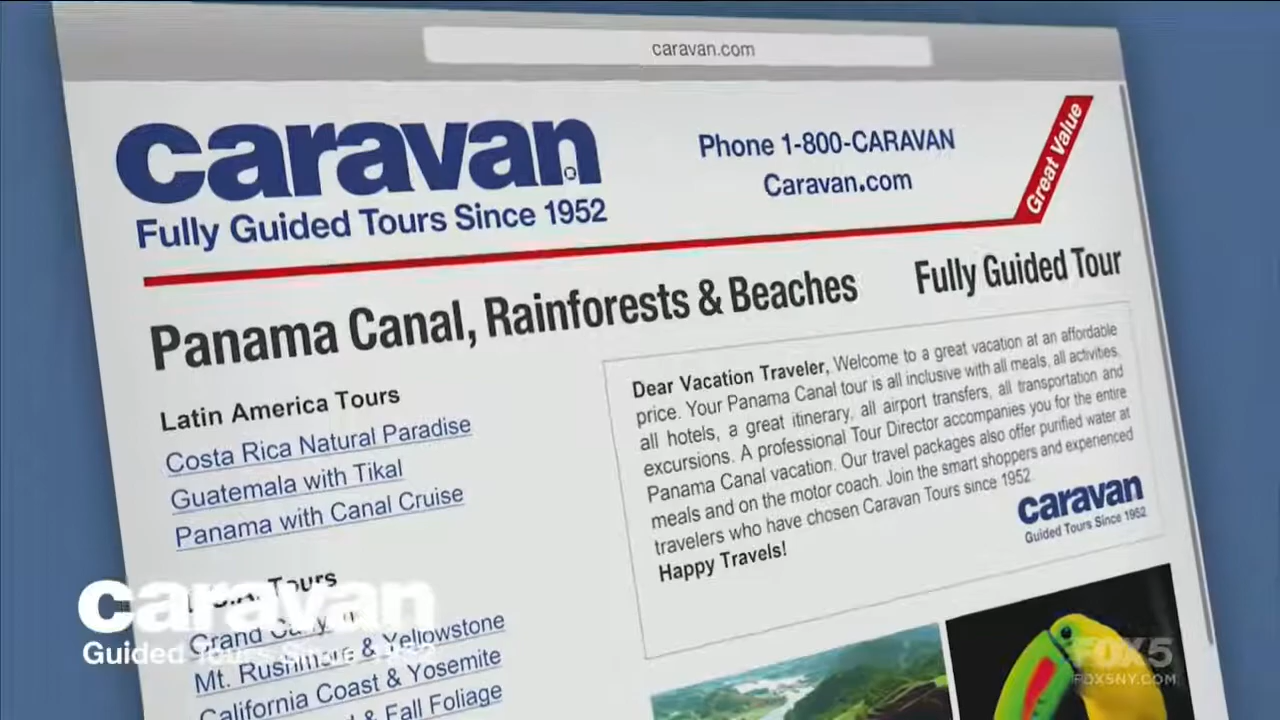 caravan.com
caravan
Fully Guided Tours Since 1952
Phone 1-800-CARAVAN
Caravan.com
Great Value
Panama Canal, Rainforests & Beaches
Fully Guided Tour
Latin America Tours
Costa Rica Natural Paradise
Guatemala with Tikal
Panama with Canal Cruise
Tours
Grand
Mt. Rushmore & Yellowstone
California Coast & Yosemite
& Fall Foliage
Dear Vacation Traveler, Welcome to a great vacation at an affordable
price. Your Panama Canal tour is all inclusive with all meals, all activities,
all hotels, a great itinerary, all airport transfers, all transportation and
excursions. A professional Tour Director accompanies you for the entire
Panama Canal vacation. Our travel packages also offer purified water at
meals and on the motor coach. Join the smart shoppers and experienced
travelers who have chosen Caravan Tours since 1952
Happy Travels!
caravan
Guided Tours Since 1952
caravan
Guided Tours Since 1952
FOX5
FOX5NY.COM